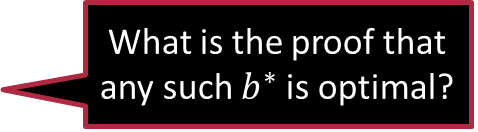 What is the proof that
any such b* is optimal?